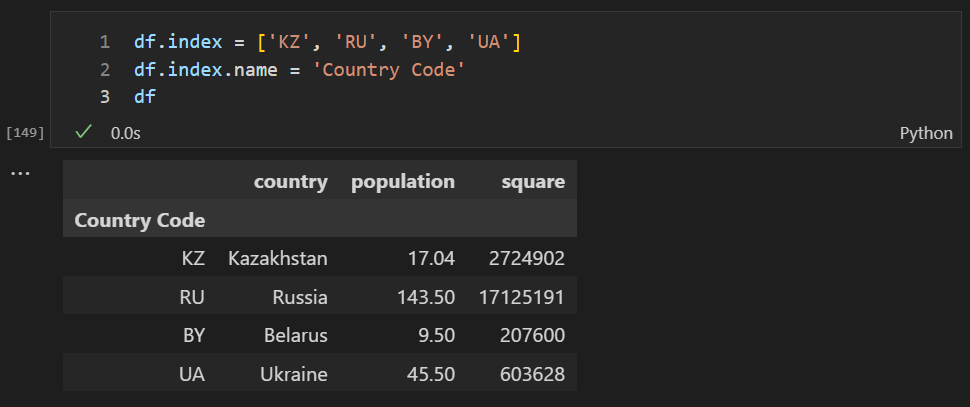 1 df.index = ['KZ', 'RU', 'BY', 'UA']
2 df.index.name = 'Country Code'
3 df
[149] 0.0s Python
...
country population square
Country Code
KZ Kazakhstan 17.04 2724902
RU Russia 143.50 17125191
BY Belarus 9.50 207600
UA Ukraine 45.50 603628